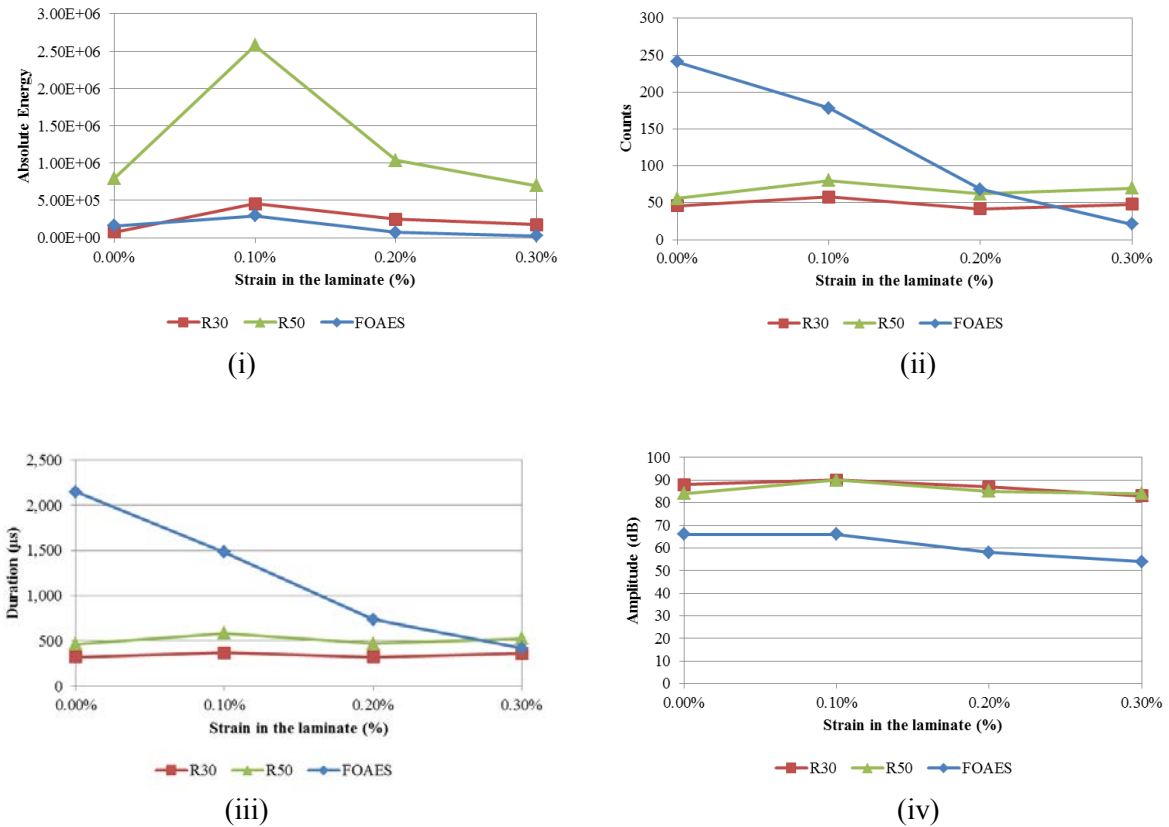 3.00E+06
2.50E+06
2.00E+06
1.50E+06
1.00E+06
5.00E+05
0.00E+00
Absolute Energy
0.00% 0.10% 0.20% 0.30%
Strain in the laminate (%)
R30 R50 FOAES
(i)
300
250
200
150
100
50
0
Counts
0.00% 0.10% 0.20% 0.30%
Strain in the laminate (%)
R30 R50 FOAES
(ii)
2,500
2,000
1,500
1,000
500
0
Duration (µs)
0.00% 0.10% 0.20% 0.30%
Strain in the laminate (%)
R30 R50 FOAES
(iii)
100
90
80
70
60
50
40
30
20
10
0
Amplitude (dB)
0.00% 0.10% 0.20% 0.30%
Strain in the laminate (%)
R30 R50 FOAES
(iv)